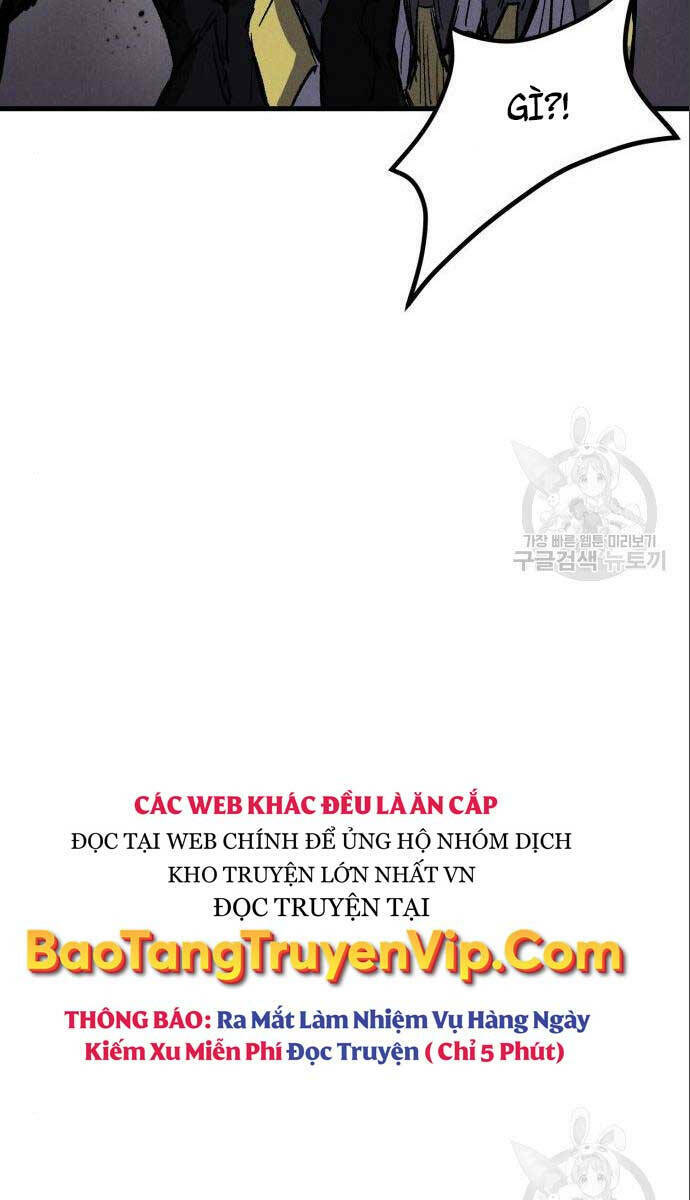 GÌ?!
가장 빠른 웹툰 미리보기
구글검색 뉴토끼
CÁC WEB KHÁC ĐỀU LÀ ĂN CẮP
ĐỌC TẠI WEB CHÍNH ĐỂ ỦNG HỘ NHÓM DỊCH
KHO TRUYỆN LỚN NHẤT VN
ĐỌC TRUYỆN TẠI
BaoTangTruyenVip.Com
THÔNG BÁO: Ra Mắt Làm Nhiệm Vụ Hàng Ngày
Kiếm Xu Miễn Phí Đọc Truyện ( Chỉ 5 Phút)